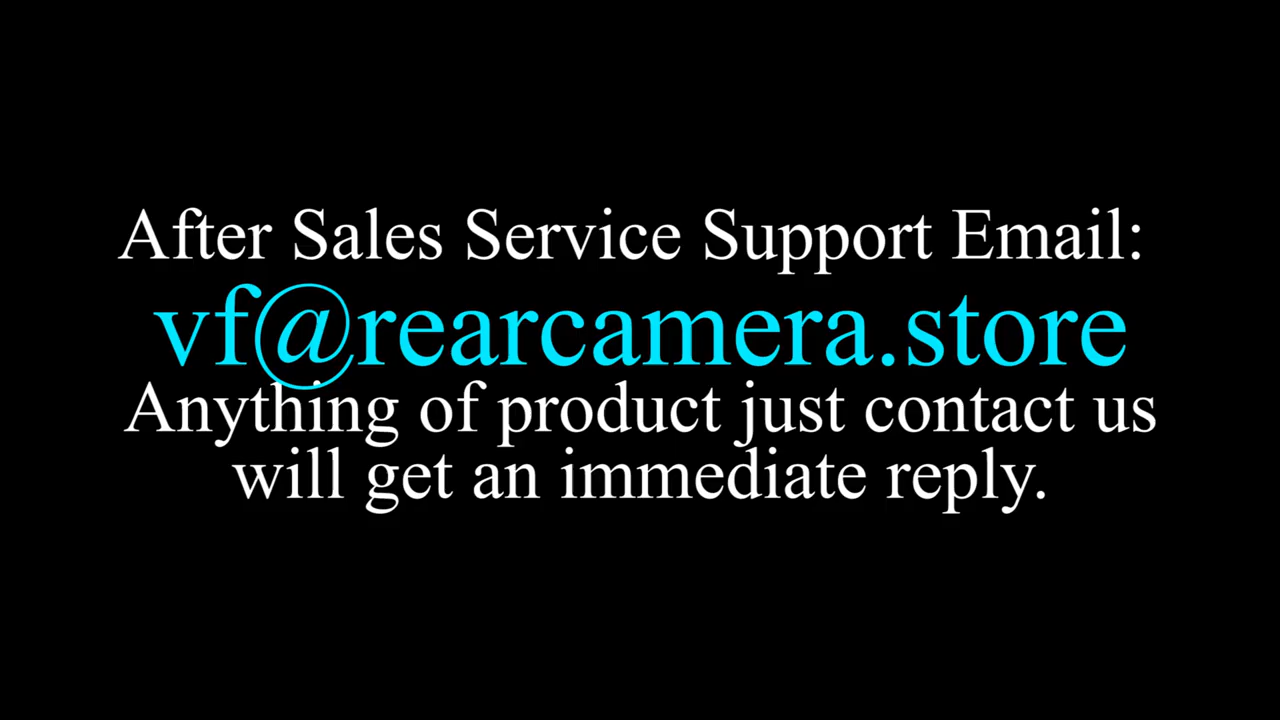 After Sales Service Support Email:
vf@rearcamera.store
Anything of product just contact us
will get an immediate reply.